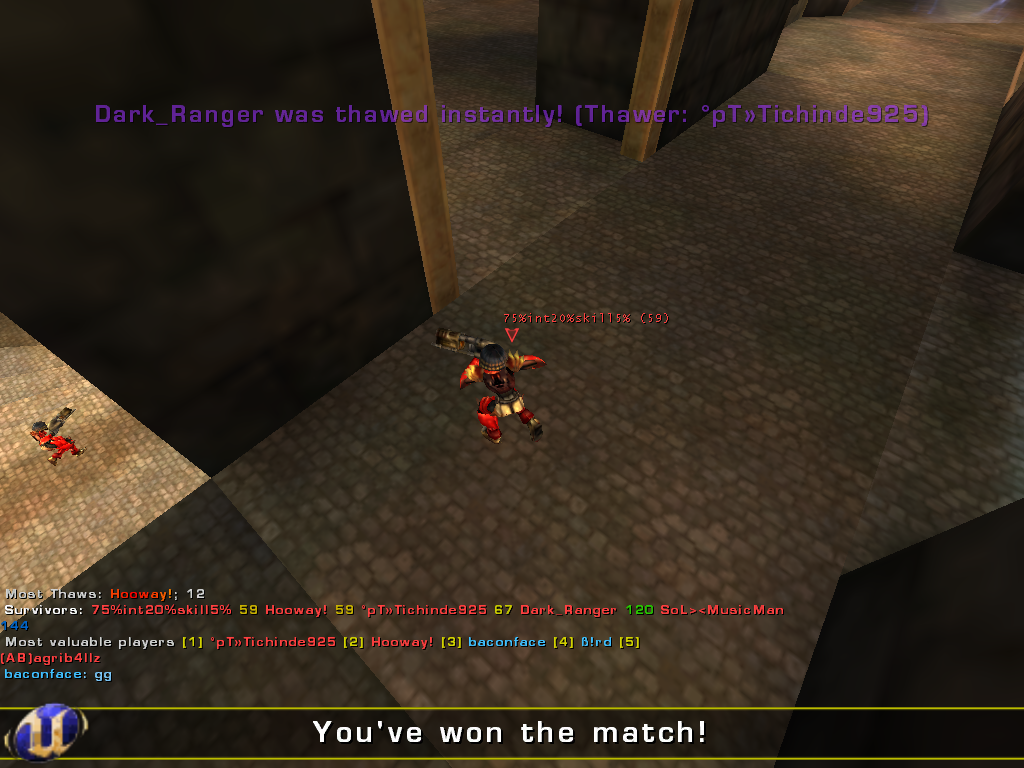 Dark_Ranger was thawed instantly! (Thawer: °pT»Tichinde925)
75%int20%skill5% (59)
Most Thaws: Hooway!; 12
Survivors: 75%int20%skill5% 59 Hooway! 59 °pT»Tichinde925 67 Dark_Ranger 120 SoL><MusicMan
144
Most valuable players [1] °pT»Tichinde925 [2] Hooway! [3] baconface [4] ß!rd [5]
[AB]agrib4llz
baconface: gg
You've won the match!